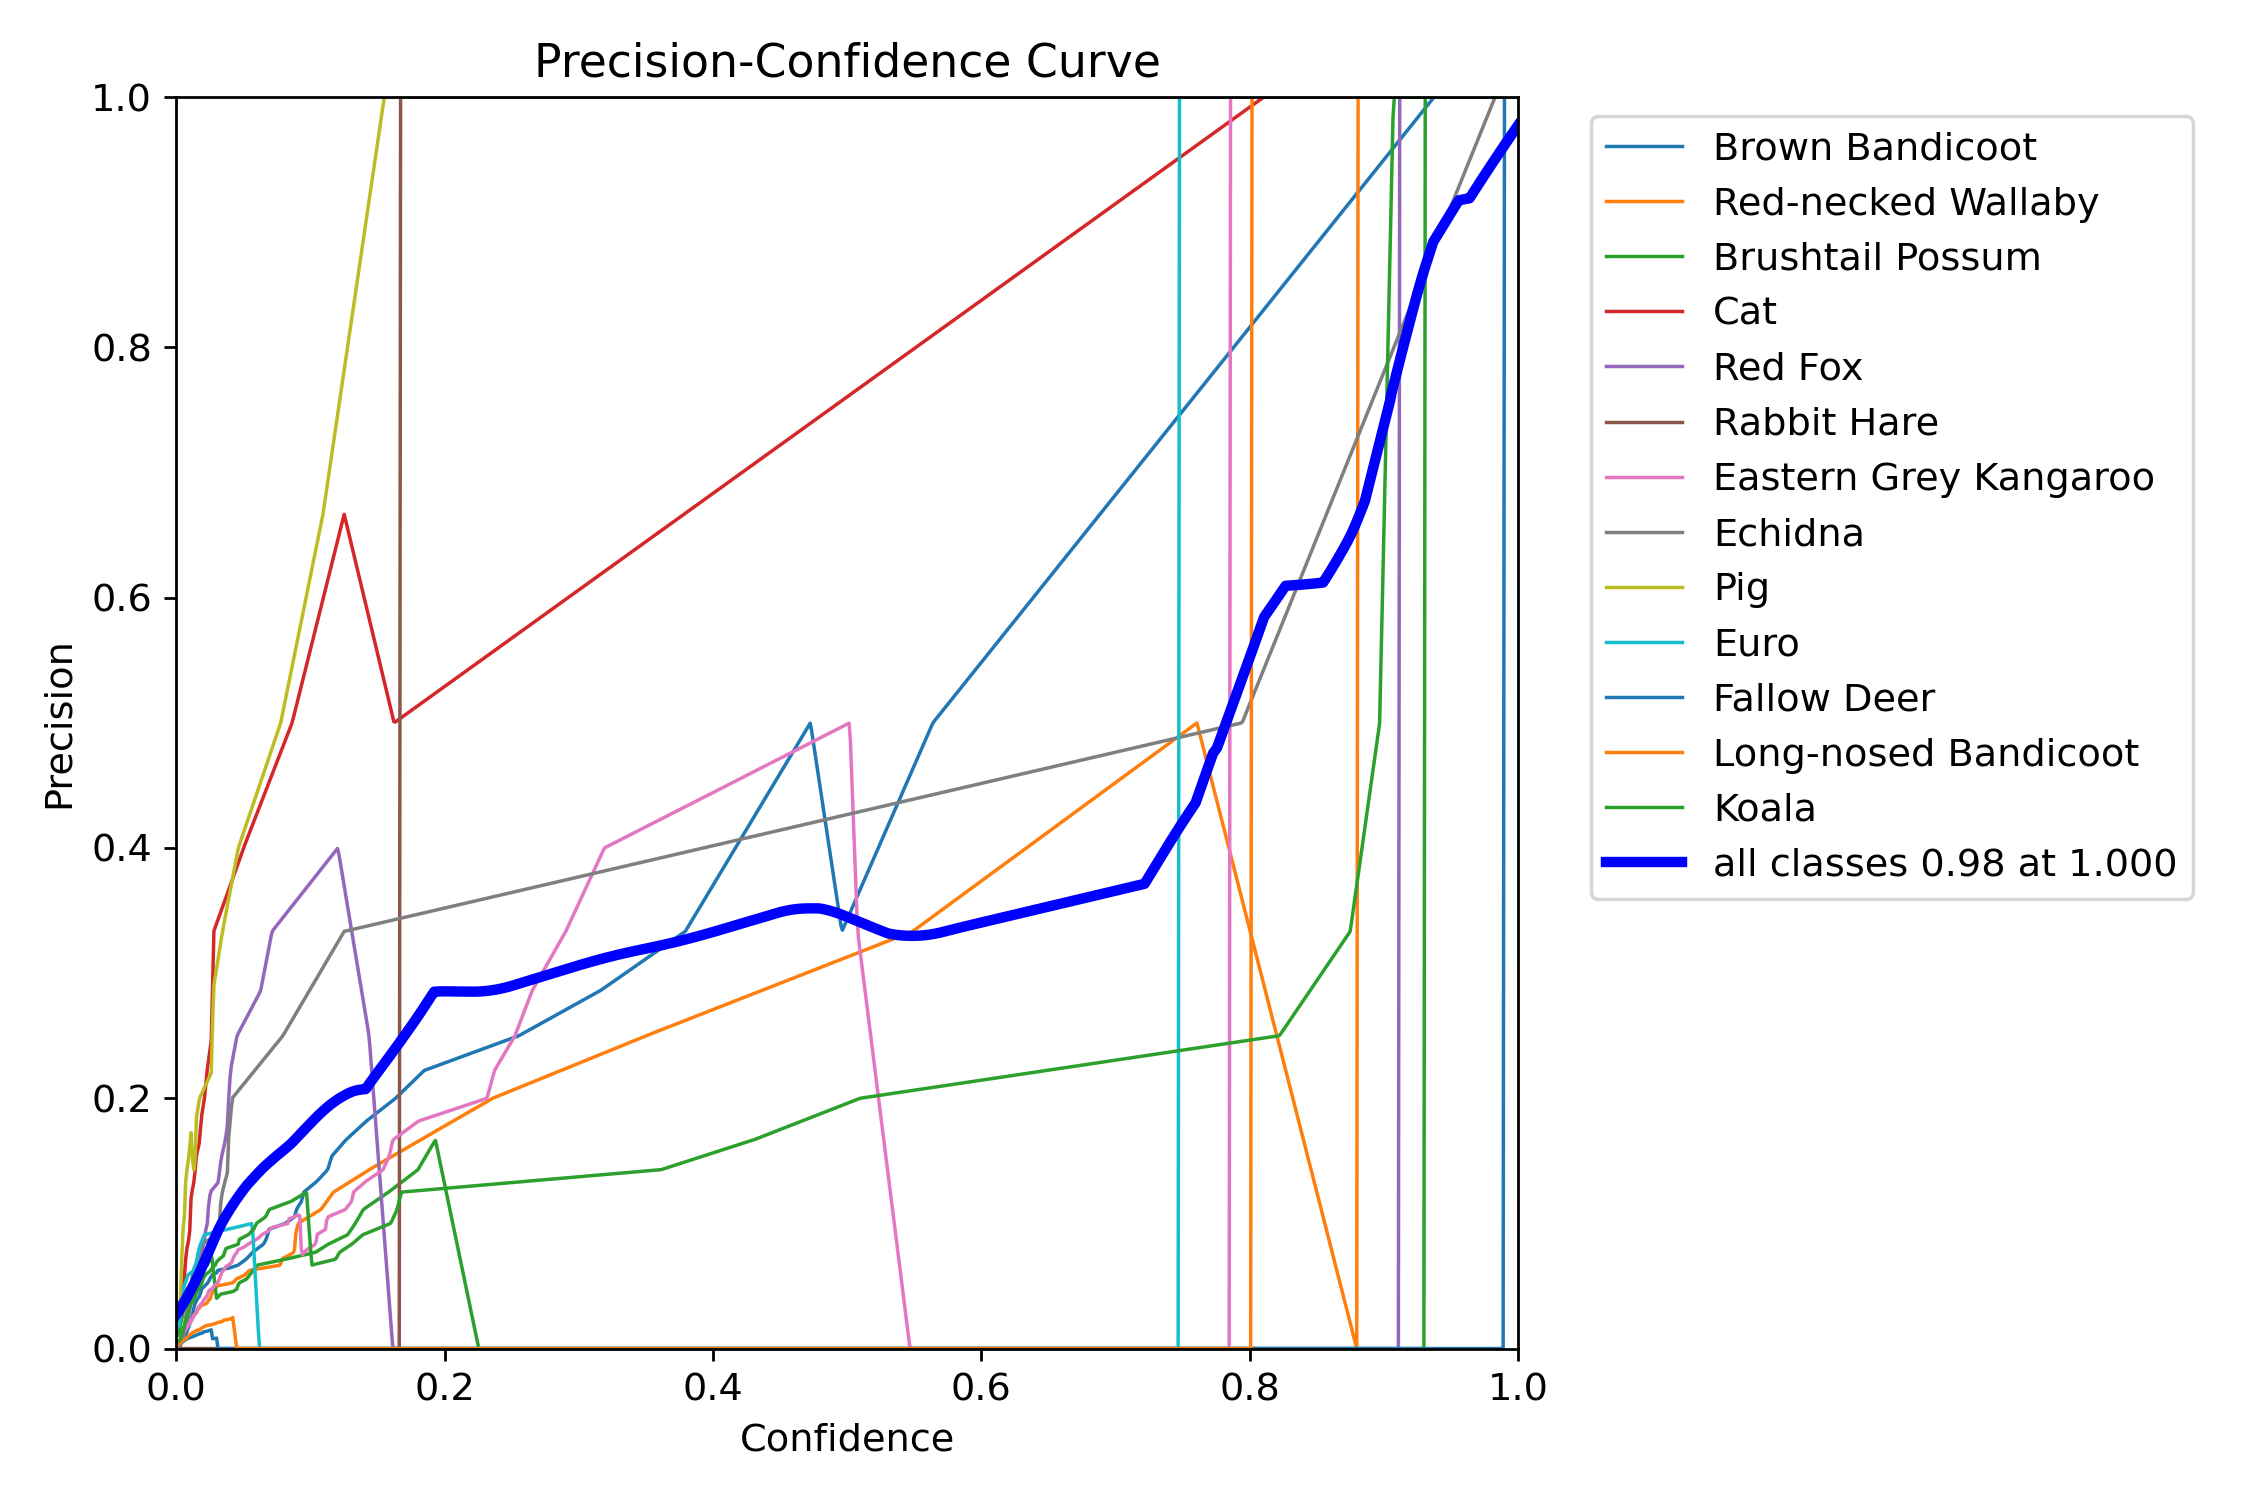 Precision-Confidence Curve
1.0
0.8
0.6
0.4
0.2
0.0
Precision
0.0 0.2 0.4 0.6 0.8 1.0
Confidence
Brown Bandicoot
Red-necked Wallaby
Brushtail Possum
Cat
Red Fox
Rabbit Hare
Eastern Grey Kangaroo
Echidna
Pig
Euro
Fallow Deer
Long-nosed Bandicoot
Koala
all classes 0.98 at 1.000